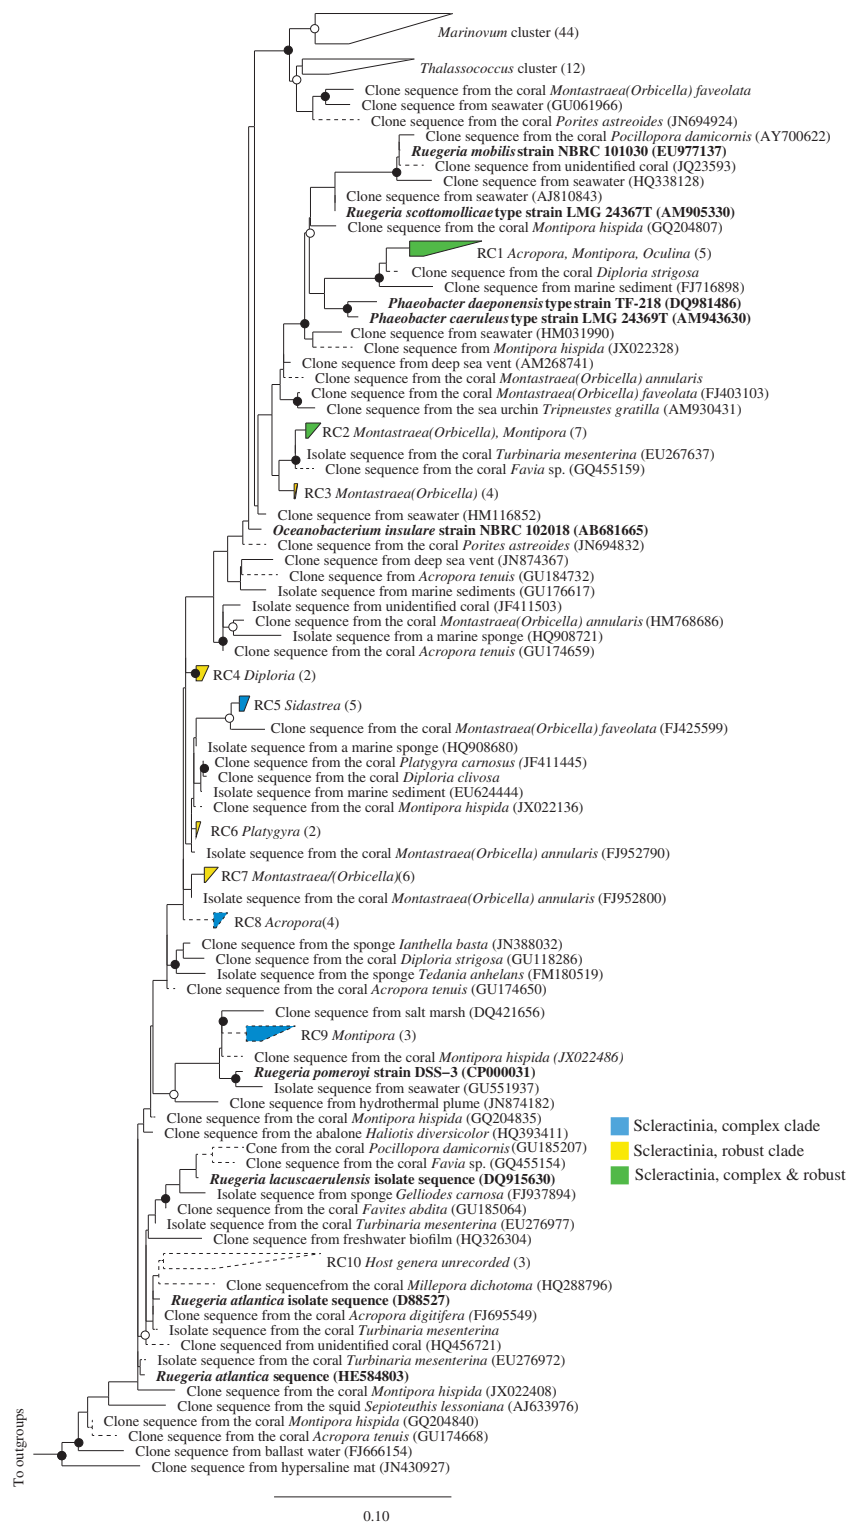 Marinovum cluster (44)
Thalassococcus cluster (12)
Clone sequence from the coral Montastraea(Orbicella) faveolata
Clone sequence from seawater (GU061966)
Clone sequence from the coral Porites astreoides (JN694924)
Clone sequence from the coral Pocillopora damicornis (AY700622)
Ruegeria mobilis strain NBRC 101030 (EU977137)
Clone sequence from unidentified coral (JQ23593)
Clone sequence from seawater (HQ338128)
Clone sequence from seawater (AJ810843)
Ruegeria scottomollicae type strain LMG 24367T (AM905330)
Clone sequence from the coral Montipora hispida (GQ204807)
RC1 Acropora, Montipora, Oculina (5)
Clone sequence from the coral Diploria strigosa
Clone sequence from marine sediment (FJ716898)
Phaeobacter daeponensis type strain TF-218 (DQ981486)
Phaeobacter caeruleus type strain LMG 24369T (AM943630)
Clone sequence from seawater (HM031990)
Clone sequence from Montipora hispida (JX022328)
Clone sequence from deep sea vent (AM268741)
Clone sequence from the coral Montastraea(Orbicella) annularis
Clone sequence from the coral Montastraea(Orbicella) faveolata (FJ403103)
Clone sequence from the sea urchin Tripneustes gratilla (AM930431)
RC2 Montastraea(Orbicella), Montipora (7)
Isolate sequence from the coral Turbinaria mesenterina (EU267637)
Clone sequence from the coral Favia sp. (GQ455159)
RC3 Montastraea(Orbicella) (4)
Clone sequence from seawater (HM116852)
Oceanobacterium insulare strain NBRC 102018 (AB681665)
Clone sequence from the coral Porites astreoides (JN694832)
Clone sequence from deep sea vent (JN874367)
Clone sequence from Acropora tenuis (GU184732)
Isolate sequence from marine sediments (GU176617)
Isolate sequence from unidentified coral (JF411503)
Clone sequence from the coral Montastraea(Orbicella) annularis (HM768686)
Isolate sequence from a marine sponge (HQ908721)
Clone sequence from the coral Acropora tenuis (GU174659)
RC4 Diploria (2)
RC5 Sidastrea (5)
Clone sequence from the coral Montastraea(Orbicella) faveolata (FJ425599)
Isolate sequence from a marine sponge (HQ908680)
Clone sequence from the coral Platygyra carnosus (JF411445)
Clone sequence from the coral Diploria clivosa
Isolate sequence from marine sediment (EU624444)
Clone sequence from the coral Montipora hispida (JX022136)
RC6 Platygyra (2)
Isolate sequence from the coral Montastraea(Orbicella) annularis (FJ952790)
RC7 Montastraea/(Orbicella)(6)
Isolate sequence from the coral Montastraea(Orbicella) annularis (FJ952800)
RC8 Acropora(4)
Clone sequence from the sponge Ianthella basta (JN388032)
Clone sequence from the coral Diploria strigosa (GU118286)
Isolate sequence from the sponge Tedania anhelans (FM180519)
Clone sequence from the coral Acropora tenuis (GU174650)
Clone sequence from salt marsh (DQ421656)
RC9 Montipora (3)
Clone sequence from the coral Montipora hispida (JX022486)
Ruegeria pomeroyi strain DSS−3 (CP000031)
Isolate sequence from seawater (GU551937)
Clone sequence from hydrothermal plume (JN874182)
Clone sequence from the coral Montipora hispida (GQ204835)
Clone sequence from the abalone Haliotis diversicolor (HQ393411)
Cone from the coral Pocillopora damicornis (GU185207)
Clone sequence from the coral Favia sp. (GQ455154)
Ruegeria lacuscaerulensis isolate sequence (DQ915630)
Isolate sequence from sponge Gelliodes carnosa (FJ937894)
Clone sequence from the coral Favites abdita (GU185064)
Isolate sequence from the coral Turbinaria mesenterina (EU276977)
Clone sequence from freshwater biofilm (HQ326304)
RC10 Host genera unrecorded (3)
Clone sequencefrom the coral Millepora dichotoma (HQ288796)
Ruegeria atlantica isolate sequence (D88527)
Clone sequence from the coral Acropora digitifera (FJ695549)
Isolate sequence from the coral Turbinaria mesenterina
Clone sequenced from unidentified coral (HQ456721)
Isolate sequence from the coral Turbinaria mesenterina (EU276972)
Ruegeria atlantica sequence (HE584803)
Clone sequence from the coral Montipora hispida (JX022408)
Clone sequence from the squid Sepioteuthis lessoniana (AJ633976)
Clone sequence from the coral Montipora hispida (GQ204840)
Clone sequence from the coral Acropora tenuis (GU174668)
Clone sequence from ballast water (FJ666154)
Clone sequence from hypersaline mat (JN430927)
To outgroups
0.10
Scleractinia, complex clade
Scleractinia, robust clade
Scleractinia, complex & robust